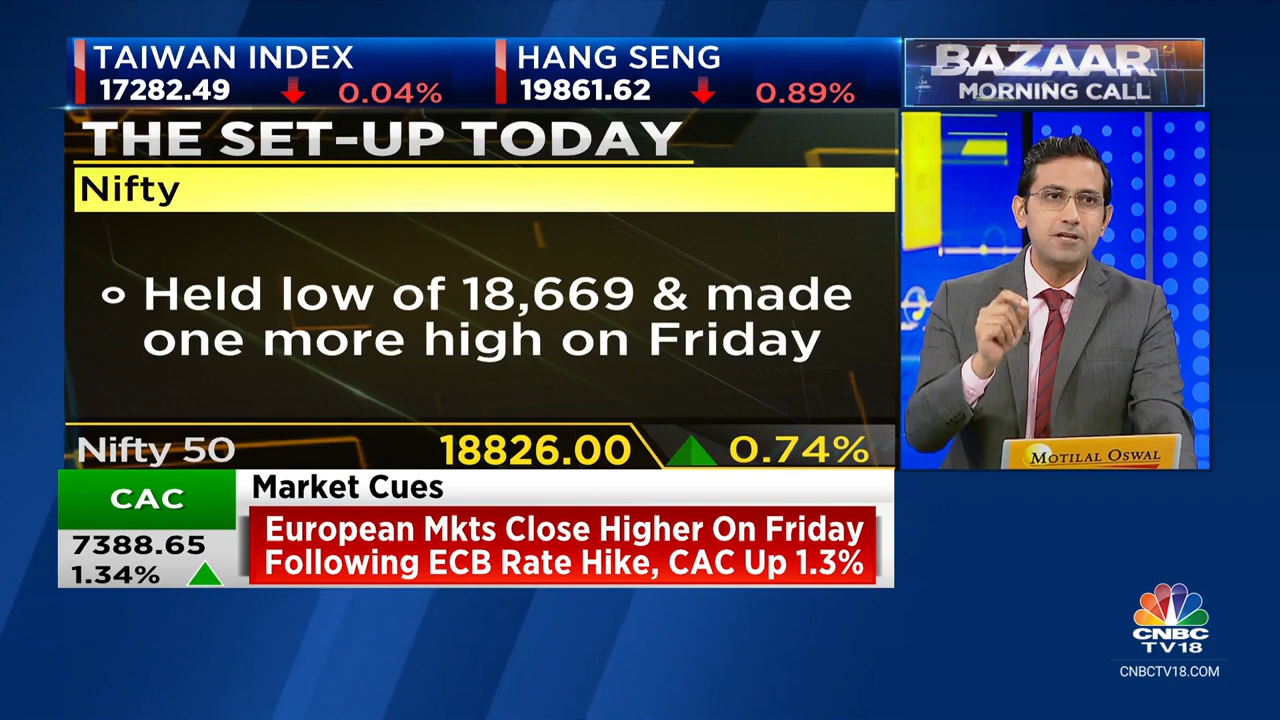 TAIWAN INDEX
17282.49 0.04%
HANG SENG
19861.62 0.89%
BAZAAR
MORNING CALL
THE SET-UP TODAY
Nifty
Held low of 18,669 & made
one more high on Friday
Nifty 50 18826.00 0.74%
MOTILAL OSWAL
CAC
7388.65
1.34%
Market Cues
European Mkts Close Higher On Friday
Following ECB Rate Hike, CAC Up 1.3%
CNBC
TV18
CNBCTV18.COM